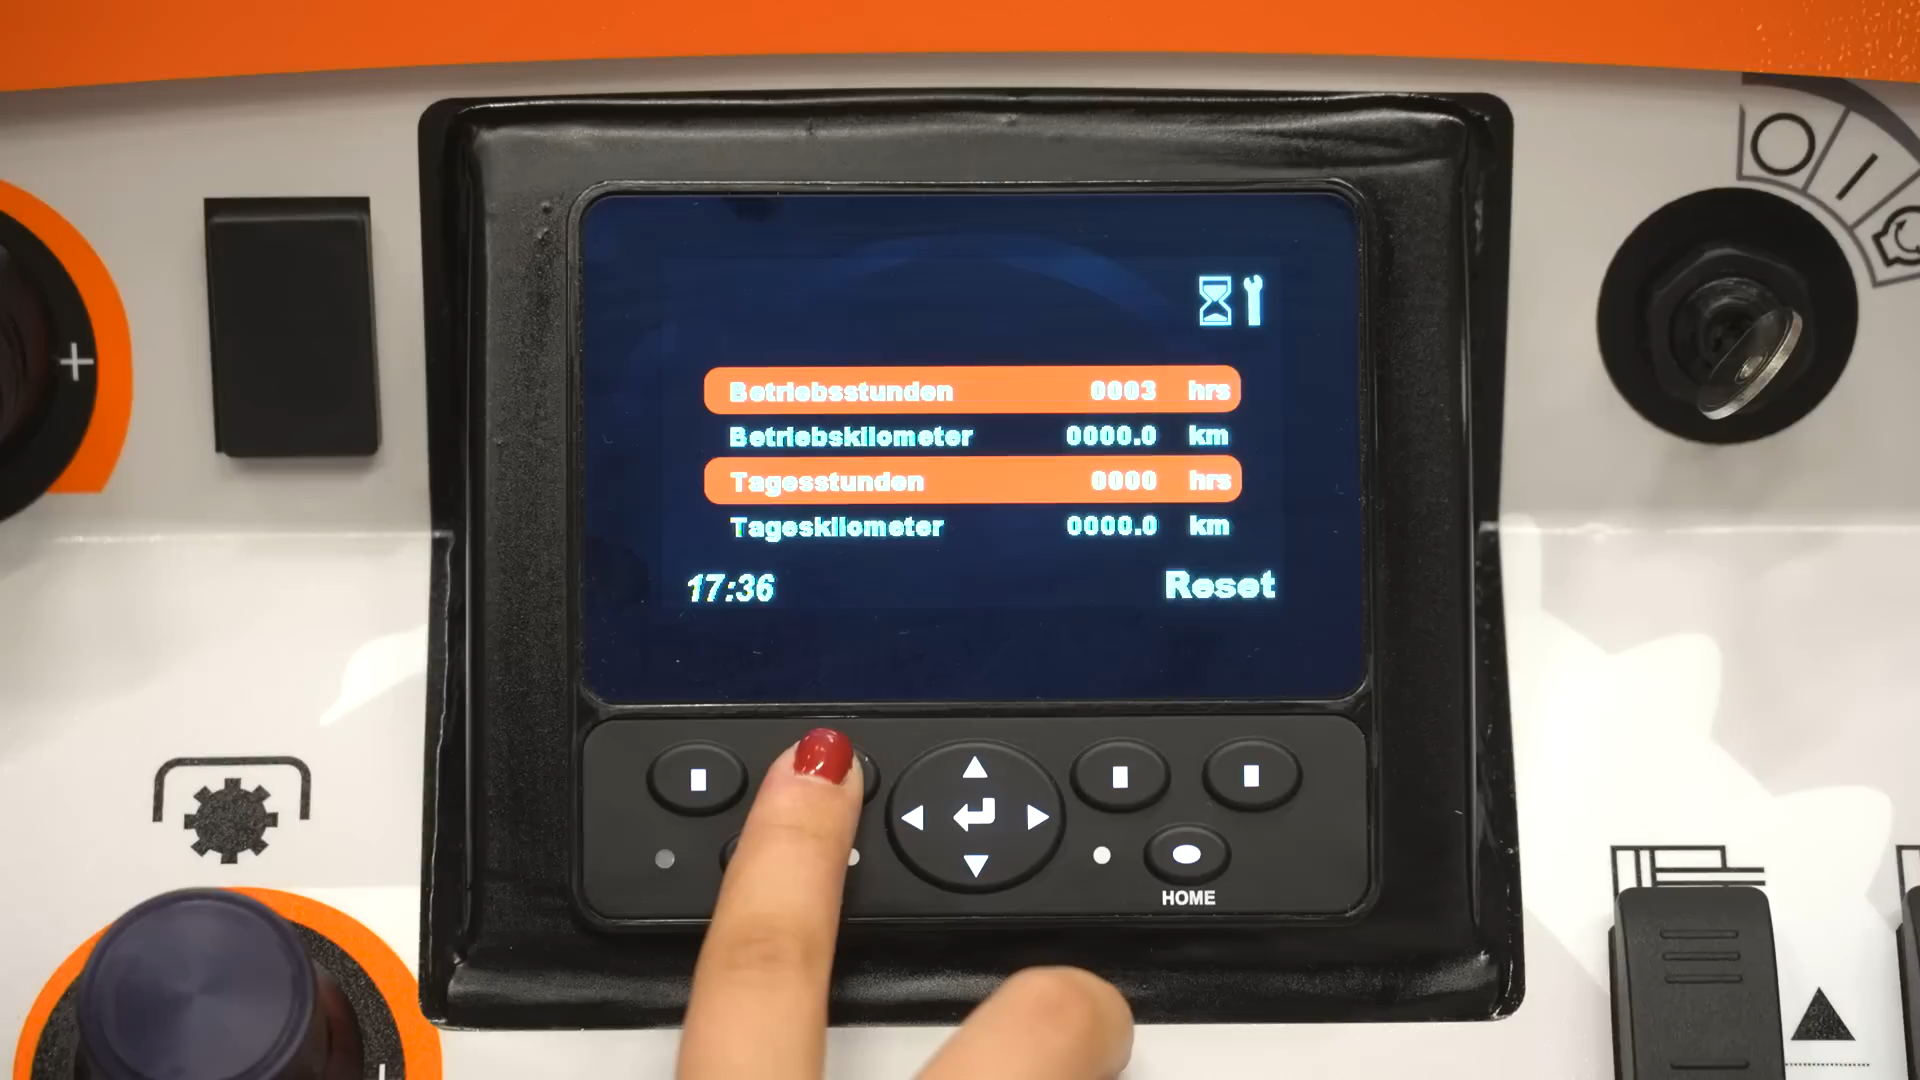 Betriebsstunden 0003 hrs
Betriebskilometer 0000.0 km
Tagesstunden 0000 hrs
Tageskilometer 0000.0 km
17:36 Reset
HOME